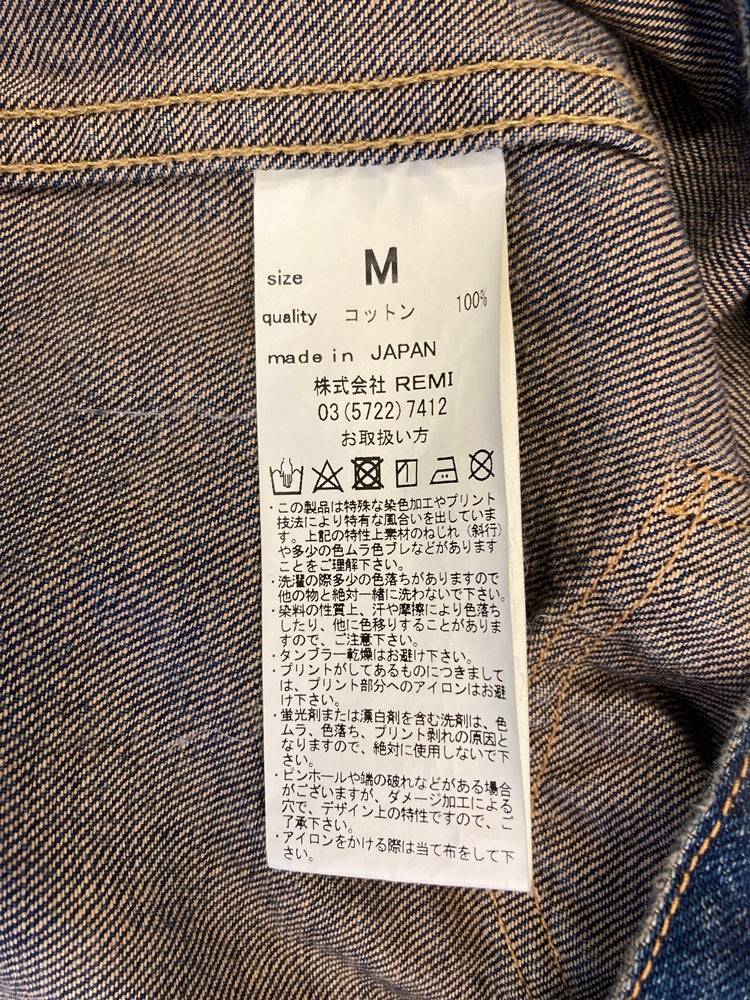 size M
quality コットン 100%
made in JAPAN
株式会社 REMI
03(5722)7412
お取扱い方
・この製品は特殊な染色加工やプリント
技法により特有な風合いを出していま
す。上記の特性上素材のねじれ（斜行）
や多少の色ムラ色ブレなどがあります
ことをご理解下さい。
・洗濯の際多少の色落ちがありますので
他の物と絶対一緒に洗わないで下さい。
・染料の性質上、汗や摩擦により色落ち
したり、他に色移りすることがありま
すので、ご注意下さい。
・タンブラー乾燥はお避け下さい。
・プリントがしてあるものにつきまして
は、プリント部分へのアイロンはお避
け下さい。
・蛍光剤または漂白剤を含む洗剤は、色
ムラ、色落ち、プリント剥れの原因と
なりますので、絶対に使用しないで下
さい。
・ピンホールや端の破れなどがある場合
がございますが、ダメージ加工による
穴で、デザイン上の特性ですので、ご
了承下さい。
・アイロンをかける際は当て布をして下
さい。